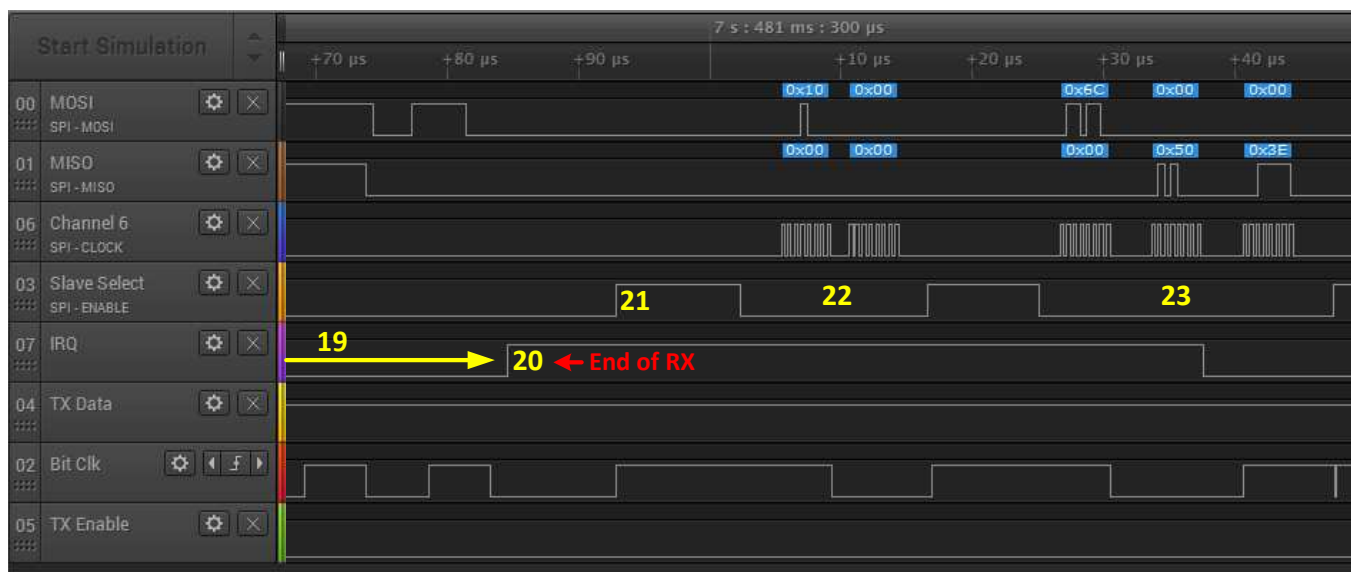 7 s : 481 ms : 300 µs
Start Simulation
+70 µs +80 µs +90 µs +10 µs +20 µs +30 µs +40 µs
00 MOSI
SPI - MOSI
0x10 0x00 0x6C 0x00 0x00
01 MISO
SPI - MISO
0x00 0x00 0x00 0x50 0x3E
06 Channel 6
SPI - CLOCK
03 Slave Select
SPI - ENABLE
21 22 23
07 IRQ
19
20 End of RX
04 TX Data
02 Bit Clk
05 TX Enable